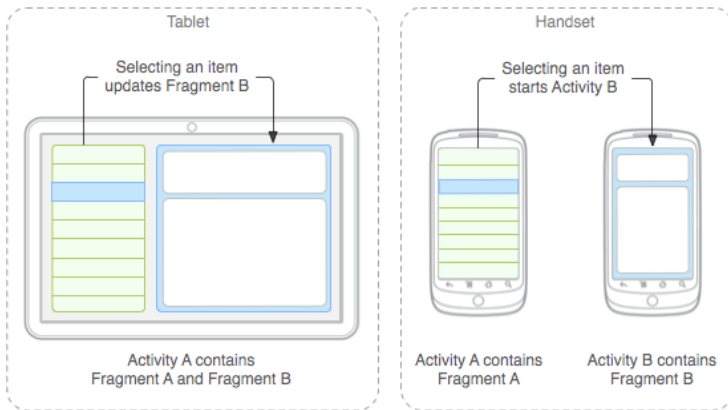 Tablet
Selecting an item
updates Fragment B
Activity A contains
Fragment A and Fragment B
Handset
Selecting an item
starts Activity B
Activity A contains
Fragment A
Activity B contains
Fragment B